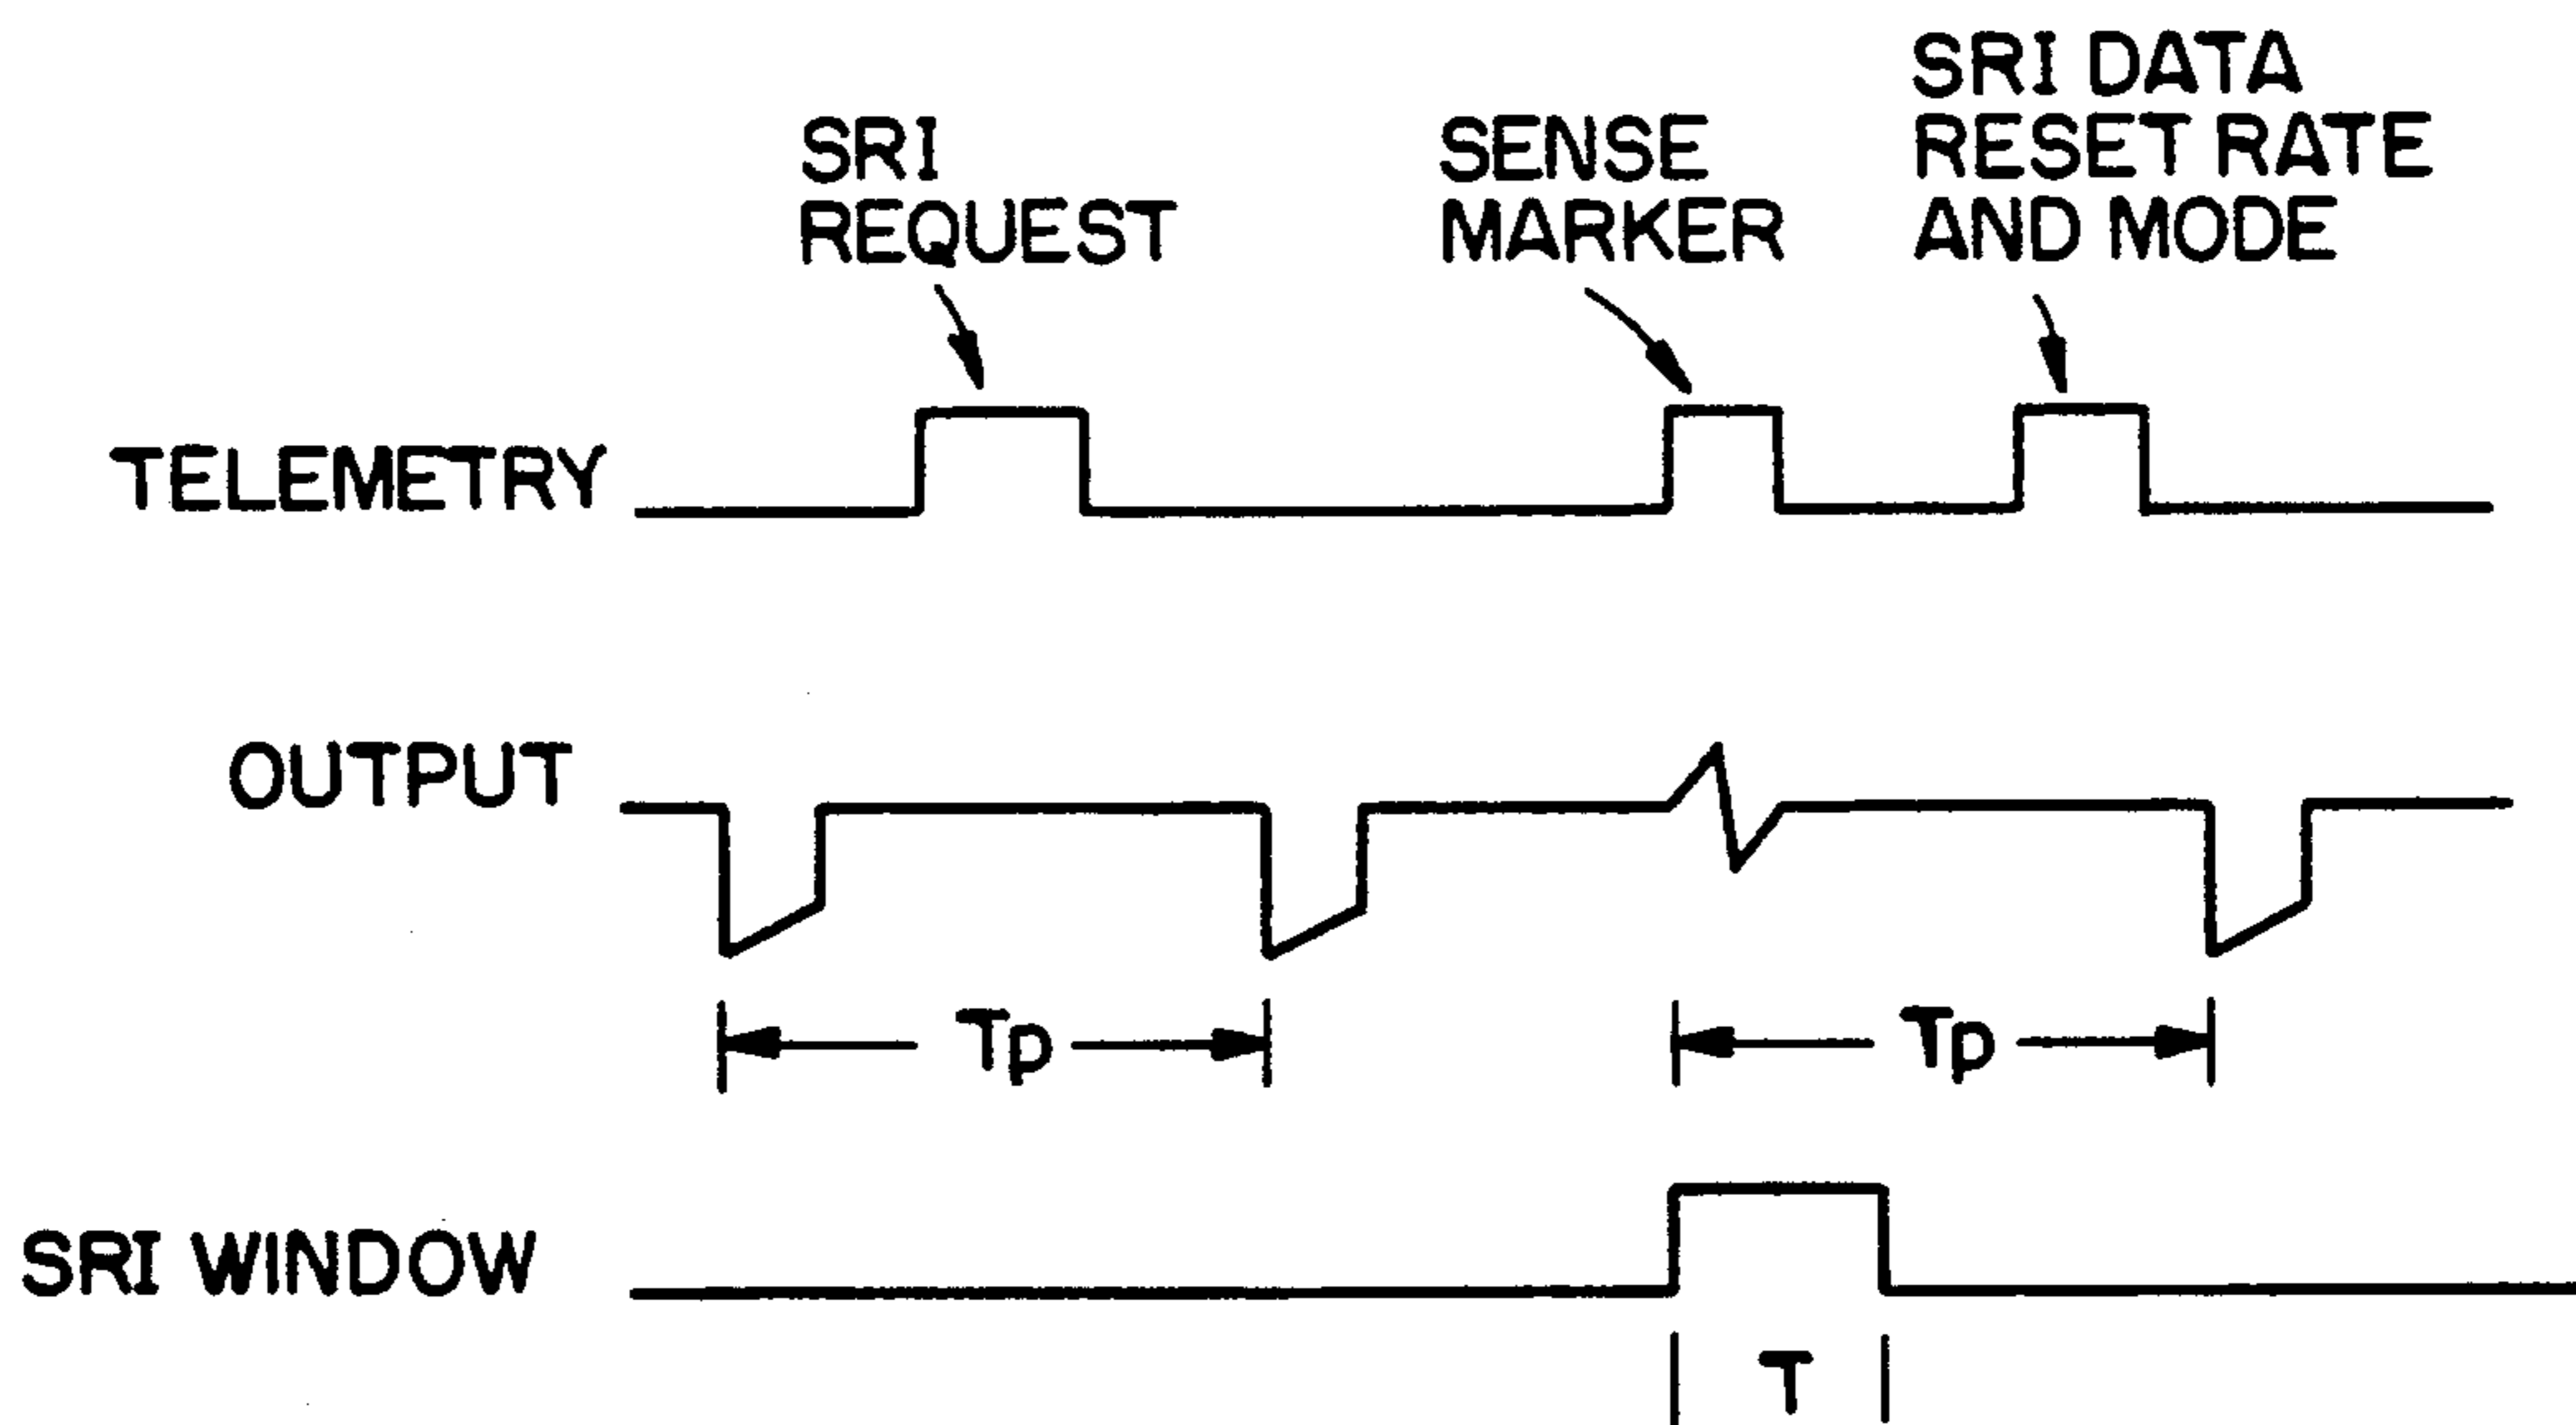 SRI
REQUEST
SENSE
MARKER
SRI DATA
RESET RATE
AND MODE
TELEMETRY
OUTPUT
Tp
Tp
SRI WINDOW
T